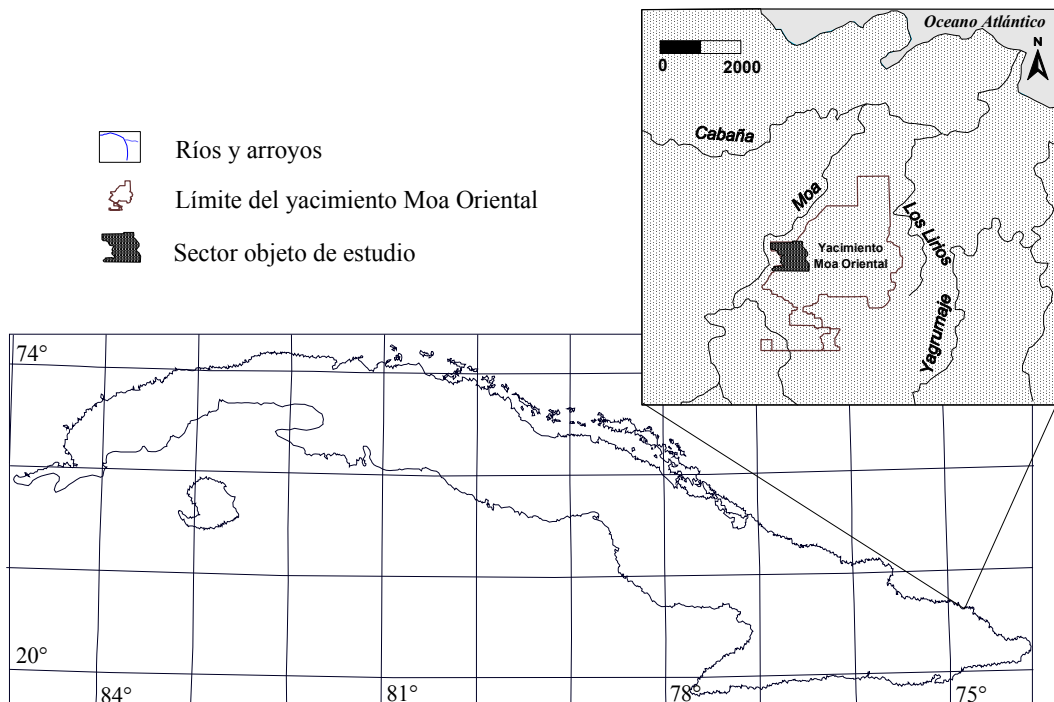 Oceano Atlántico
N
0 2000
Cabaña
Moa
Los Lirios
Yacimiento
Moa Oriental
Yagrumaje
Ríos y arroyos
Límite del yacimiento Moa Oriental
Sector objeto de estudio
74°
20°
84° 81° 78° 75°